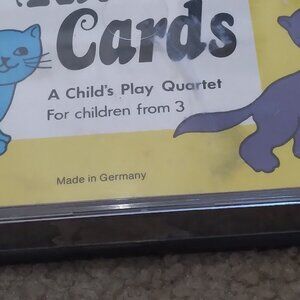 Cards
A Child's Play Quartet
For children from 3
Made in Germany